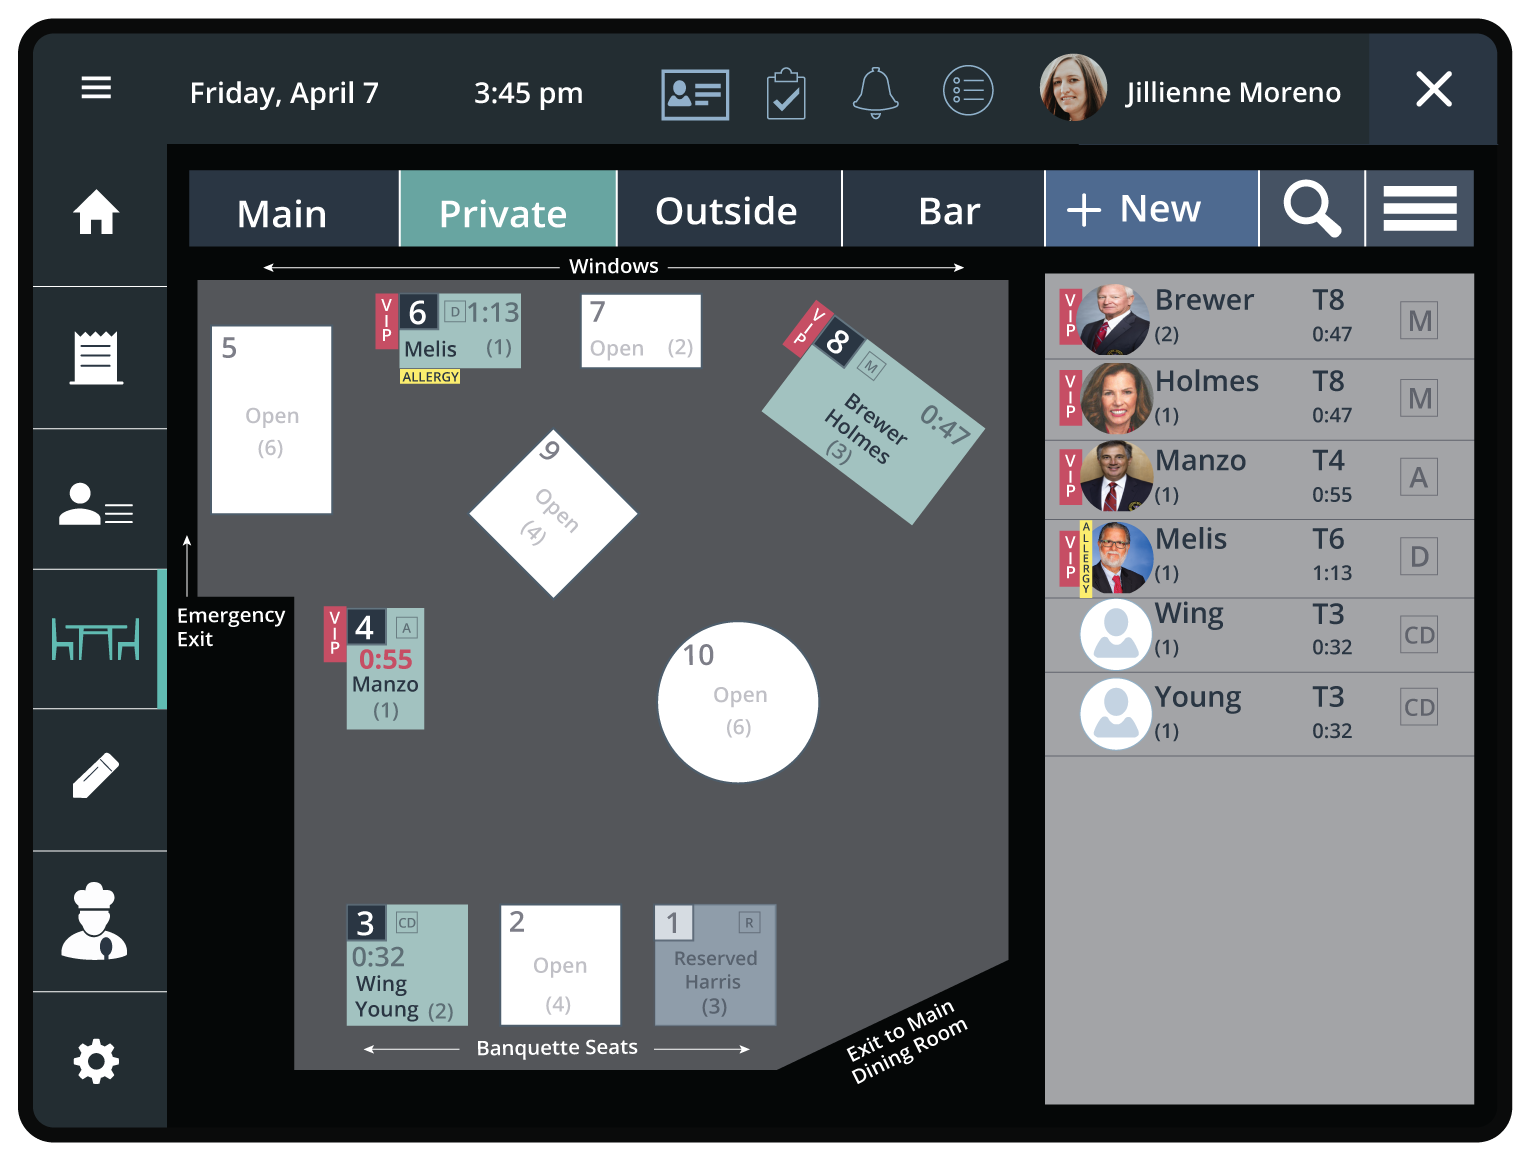 Friday, April 7
3:45 pm
Jillienne Moreno
Main
Private
Outside
Bar
+ New
Windows
5
Open
(6)
VIP
6
D
1:13
Melis
(1)
ALLERGY
7
Open
(2)
VIP
8
M
0:47
Brewer
Holmes
(3)
9
Open
(4)
Emergency
Exit
VIP
4
A
0:55
Manzo
(1)
10
Open
(6)
3
CD
0:32
Wing
Young
(2)
2
Open
(4)
1
R
Reserved
Harris
(3)
Banquette Seats
Exit to Main
Dining Room
VIP
Brewer
T8
M
(2)
0:47
VIP
Holmes
T8
M
(1)
0:47
VIP
Manzo
T4
A
(1)
0:55
VIP
ALLERGY
Melis
T6
D
(1)
1:13
Wing
T3
CD
(1)
0:32
Young
T3
CD
(1)
0:32